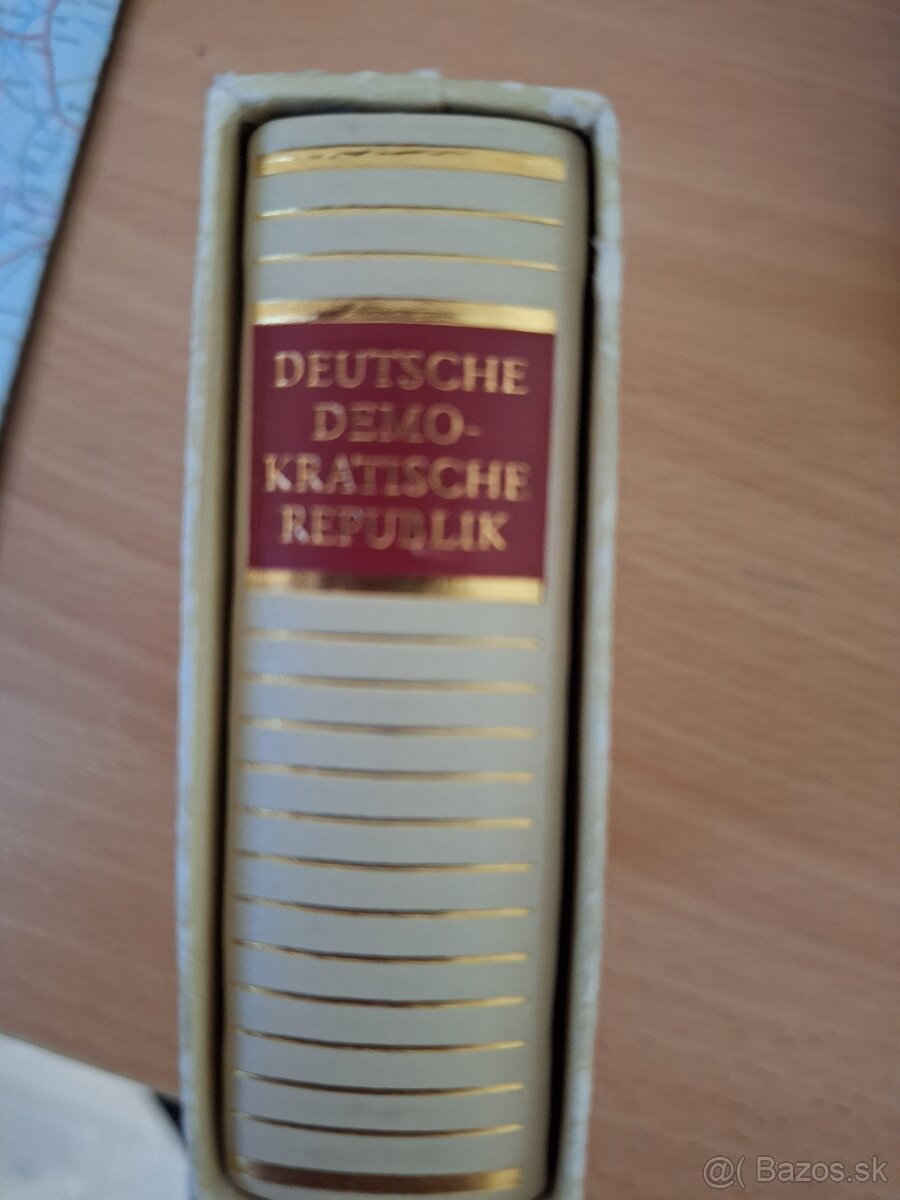 DEUTSCHE
DEMO-
KRATISCHE
REPUBLIK
@( Bazos.sk